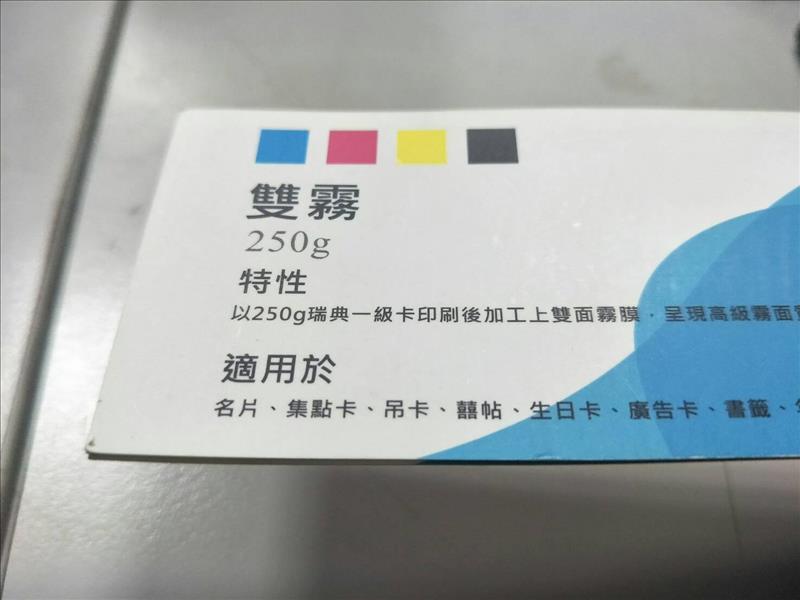 雙霧
250g
特性
以250g瑞典一級卡印刷後加工上雙面霧膜，呈現高級霧面
適用於
名片、集點卡、吊卡、囍帖、生日卡、廣告卡、書籤、